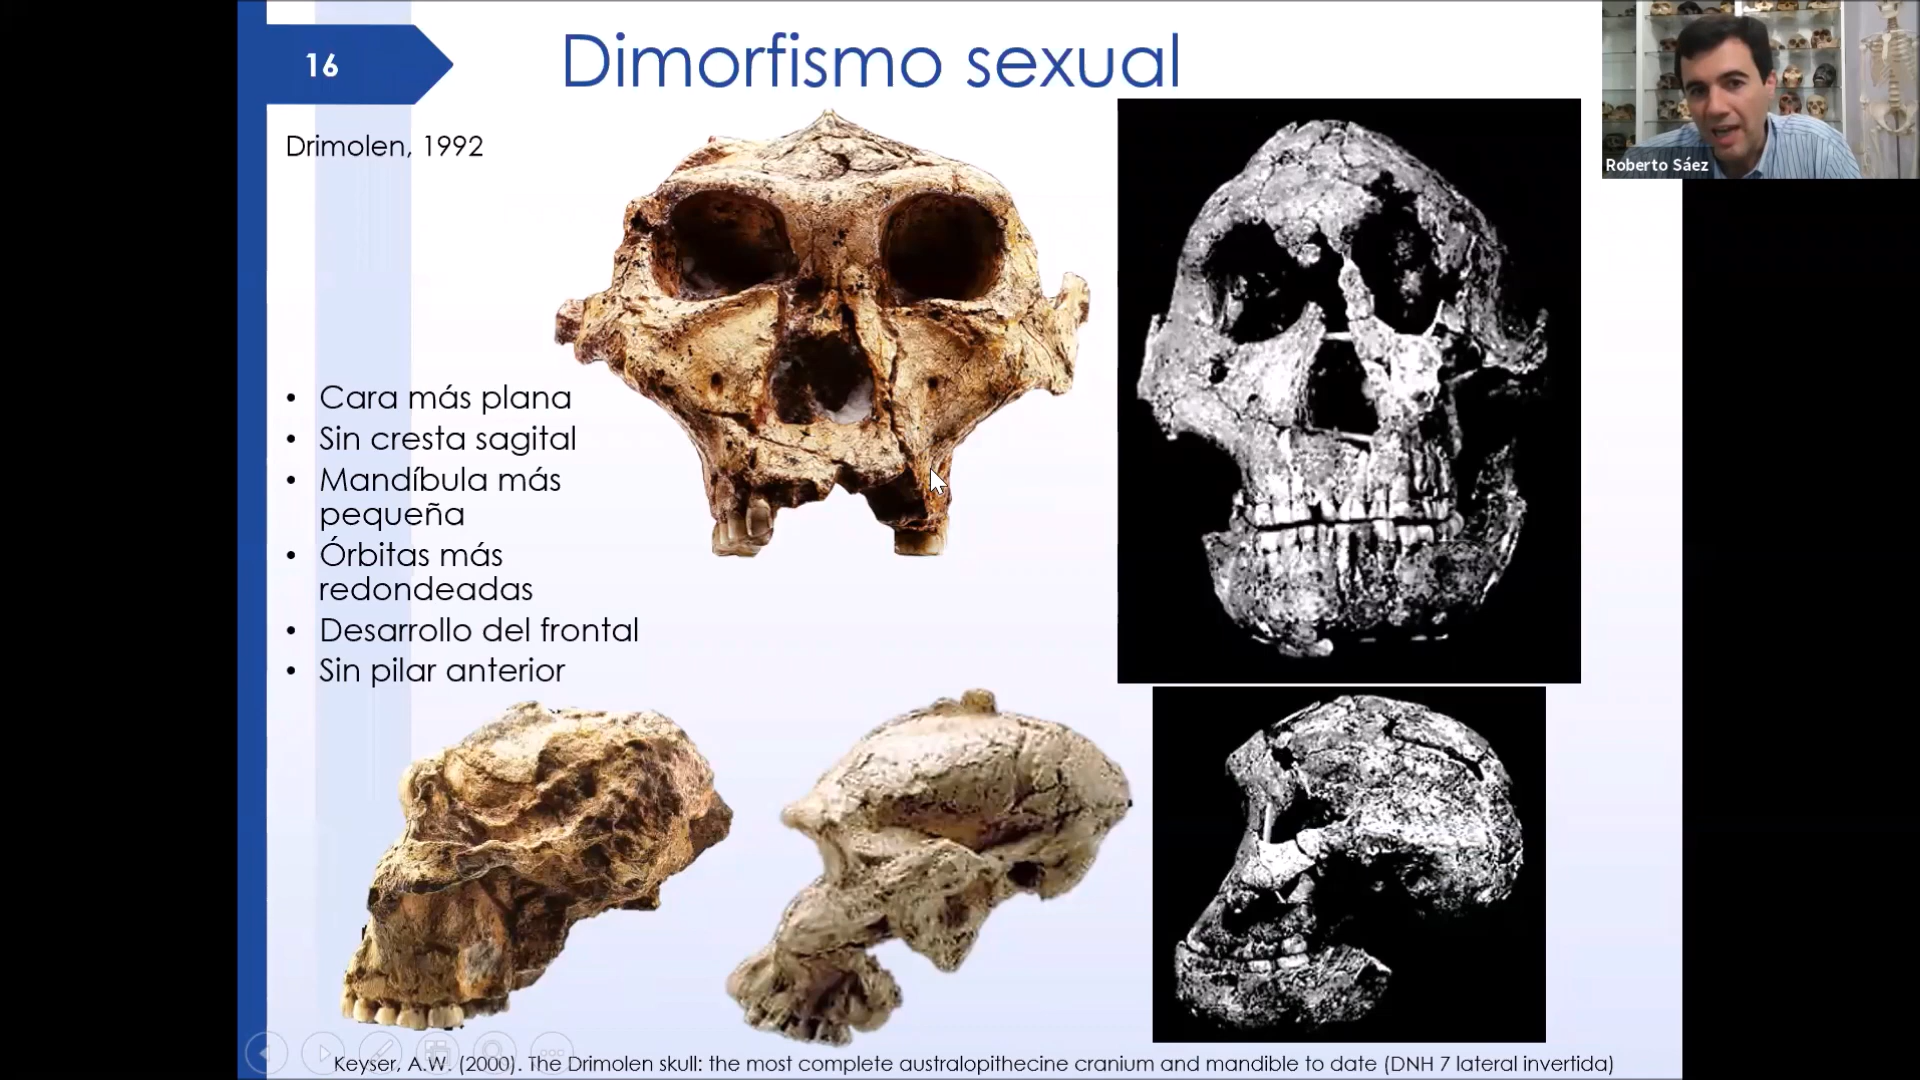 16
Dimorfismo sexual
Roberto Sáez
Drimolen, 1992
• Cara más plana
• Sin cresta sagital
• Mandíbula más
pequeña
• Órbitas más
redondeadas
• Desarrollo del frontal
• Sin pilar anterior
Keyser, A.W. (2000). The Drimolen skull: the most complete australopithecine cranium and mandible to date (DNH 7 lateral invertida)